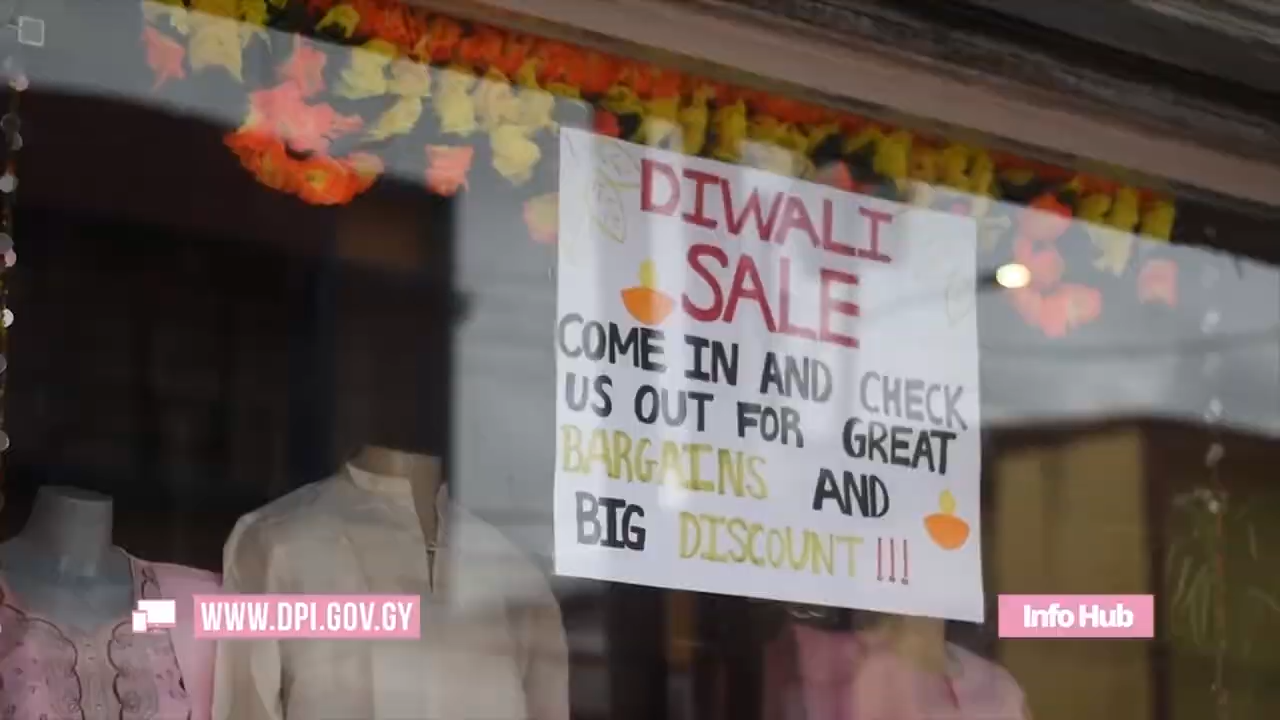 DIWALI
SALE
COME IN AND CHECK
US OUT FOR GREAT
BARGAINS AND
BIG DISCOUNT!!!
WWW.DPI.GOV.GY
Info Hub